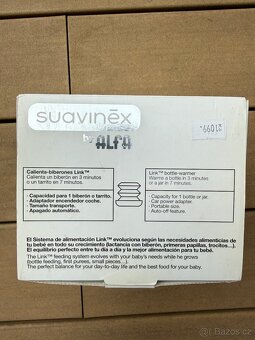 suavinex
by ALFA
21099.
Calienta-biberones Link™
Calienta un biberón en 3 minutos
o un tarrito en 7 minutos.
- Capacidad para 1 biberón o tarrito.
- Adaptador encendedor coche.
- Tamaño transporte.
- Apagado automático.
Link™ bottle-warmer
Warms a bottle in 3 minutes
or a jar in 7 minutes.
- Capacity for 1 bottle or jar.
- Car power adapter.
- Portable size.
- Auto-off feature.
El Sistema de alimentación Link™ evoluciona según las necesidades alimenticias de
tu bebé en todo su crecimiento (lactancia con biberón, primeras papillas, trocitos...).
El equilibrio perfecto entre tu día a día y la mejor alimentación para tu bebé.
The Link™ feeding system evolves with your baby's needs while he/she grows
(bottle feeding, first purees, small pieces...)
The perfect balance for your day-to-day life and the best food for your baby.
Bazoš.cz